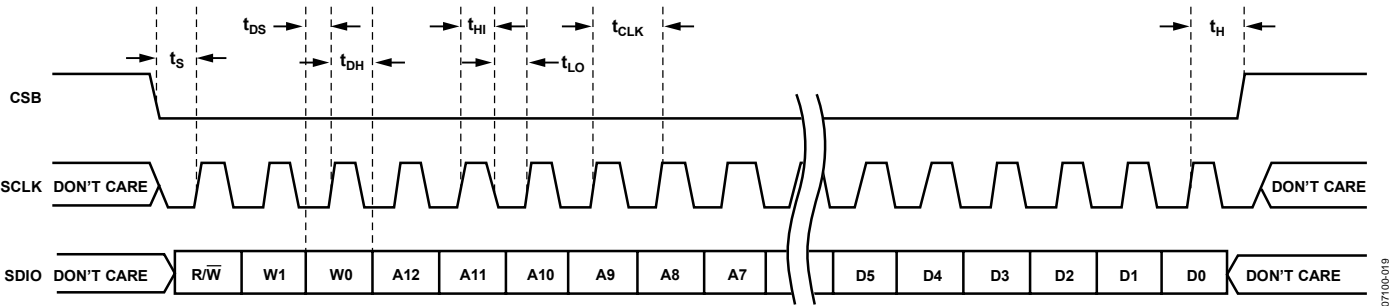 tDS
tHI
tCLK
tH
tS
tDH
tLO
CSB
SCLK DON'T CARE DON'T CARE
SDIO DON'T CARE R/W̅ W1 W0 A12 A11 A10 A9 A8 A7 D5 D4 D3 D2 D1 D0 DON'T CARE
07100-019